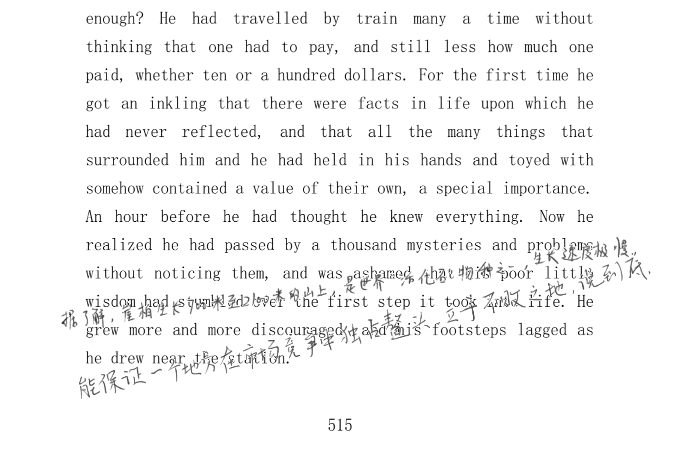 enough? He had travelled by train many a time without
thinking that one had to pay, and still less how much one
paid, whether ten or a hundred dollars. For the first time he
got an inkling that there were facts in life upon which he
had never reflected, and that all the many things that
surrounded him and he had held in his hands and toyed with
somehow contained a value of their own, a special importance.
An hour before he had thought he knew everything. Now he
realized he had passed by a thousand mysteries and problems
without noticing them, and was ashamed that his poor little
wisdom had stumbled over the first step it took into life. He
grew more and more discouraged, and his footsteps lagged as
he drew near the station.
据了解,崖柏生长 米的山上,是世界 物种之一,生长速度极慢。
能保证一个地方在市场竞争中独占鳌头,立于不败之地,说到底,
515